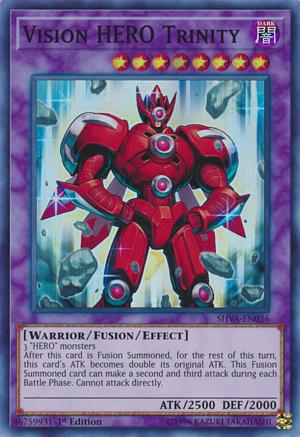 Vision HERO Trinity
DARK
闇
SHVA-EN036
[Warrior/Fusion/Effect]
3 "HERO" monsters
After this card is Fusion Summoned, for the rest of this turn,
this card's ATK becomes double its original ATK. This Fusion
Summoned card can make a second and third attack during each
Battle Phase. Cannot attack directly.
ATK/2500 DEF/2000
46759931 1st Edition ©1996 KAZUKI TAKAHASHI